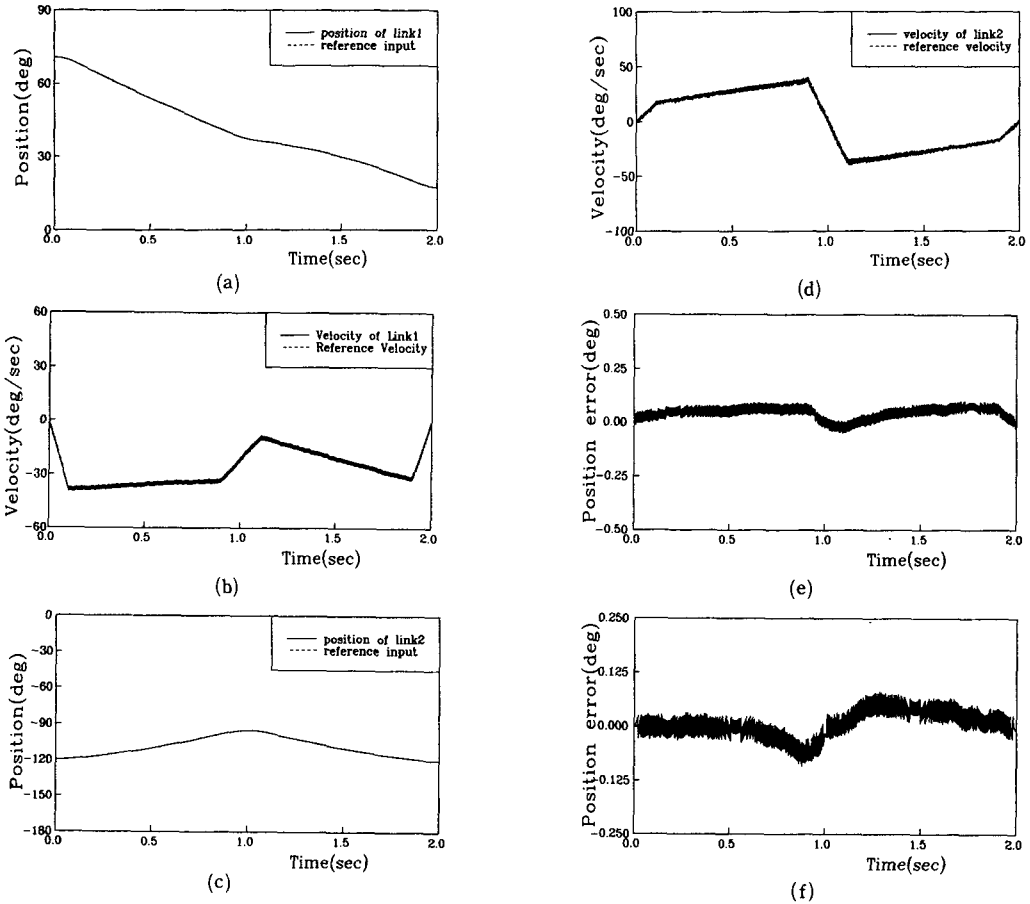 90
60
30
0
Position(deg)
position of link1
reference input
0.0 0.5 1.0 1.5 2.0
Time(sec)
(a)
60
30
0
-30
-60
Velocity(deg/sec)
Velocity of Link1
Reference Velocity
0.0 0.5 1.0 1.5 2.0
Time(sec)
(b)
0
-30
-60
-90
-120
-150
-180
Position(deg)
position of link2
reference input
0.0 0.5 1.0 1.5 2.0
Time(sec)
(c)
100
50
0
-50
-100
Velocity(deg/sec)
velocity of link2
reference velocity
0.0 0.5 1.0 1.5 2.0
Time(sec)
(d)
0.50
0.25
0.00
-0.25
-0.50
Position error(deg)
0.0 0.5 1.0 1.5 2.0
Time(sec)
(e)
0.250
0.125
0.000
-0.125
-0.250
Position error(deg)
0.0 0.5 1.0 1.5 2.0
Time(sec)
(f)